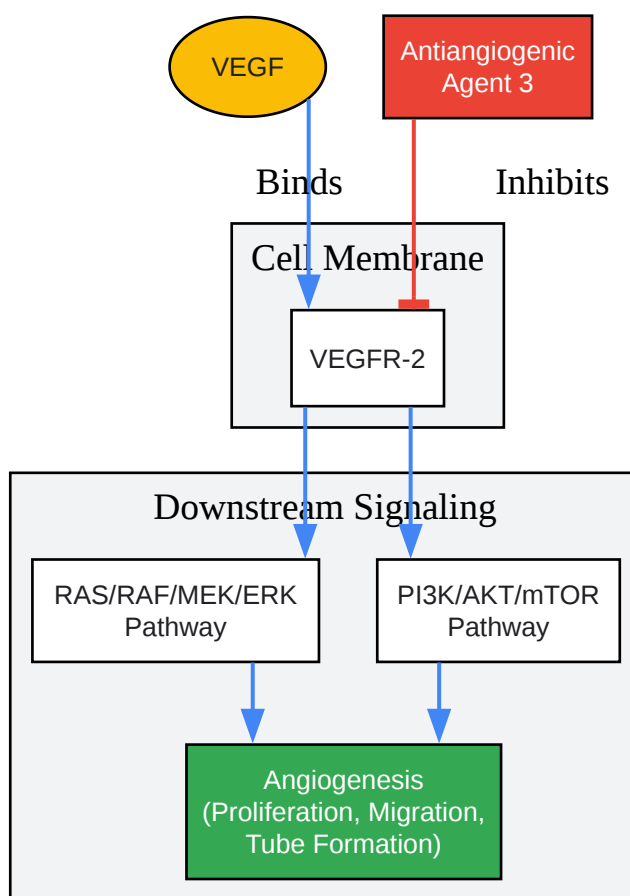 VEGF
Antiangiogenic
Agent 3
Binds
Inhibits
Cell Membrane
VEGFR-2
Downstream Signaling
RAS/RAF/MEK/ERK
Pathway
PI3K/AKT/mTOR
Pathway
Angiogenesis
(Proliferation, Migration,
Tube Formation)